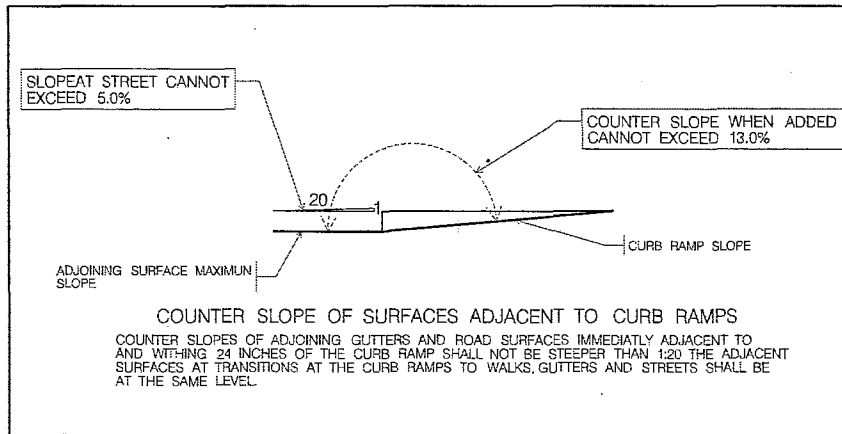 SLOPEAT STREET CANNOT
EXCEED 5.0%
COUNTER SLOPE WHEN ADDED
CANNOT EXCEED 13.0%
20
1
CURB RAMP SLOPE
ADJOINING SURFACE MAXIMUN
SLOPE
COUNTER SLOPE OF SURFACES ADJACENT TO CURB RAMPS
COUNTER SLOPES OF ADJOINING GUTTERS AND ROAD SURFACES IMMEDIATLY ADJACENT TO
AND WITHING 24 INCHES OF THE CURB RAMP SHALL NOT BE STEEPER THAN 1:20 THE ADJACENT
SURFACES AT TRANSITIONS AT THE CURB RAMPS TO WALKS, GUTTERS AND STREETS SHALL BE
AT THE SAME LEVEL